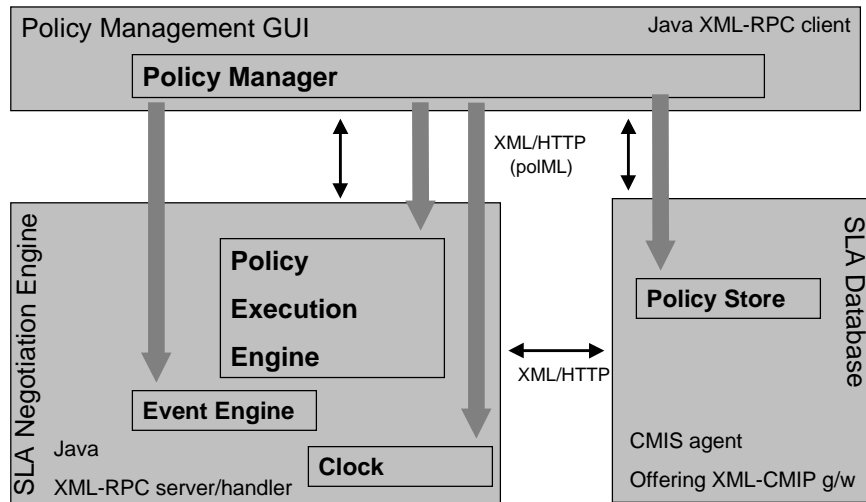 Policy Management GUI
Java XML-RPC client
Policy Manager
XML/HTTP
(polML)
SLA Negotiation Engine
Policy
Execution
Engine
Event Engine
Clock
Java
XML-RPC server/handler
XML/HTTP
SLA Database
Policy Store
CMIS agent
Offering XML-CMIP g/w